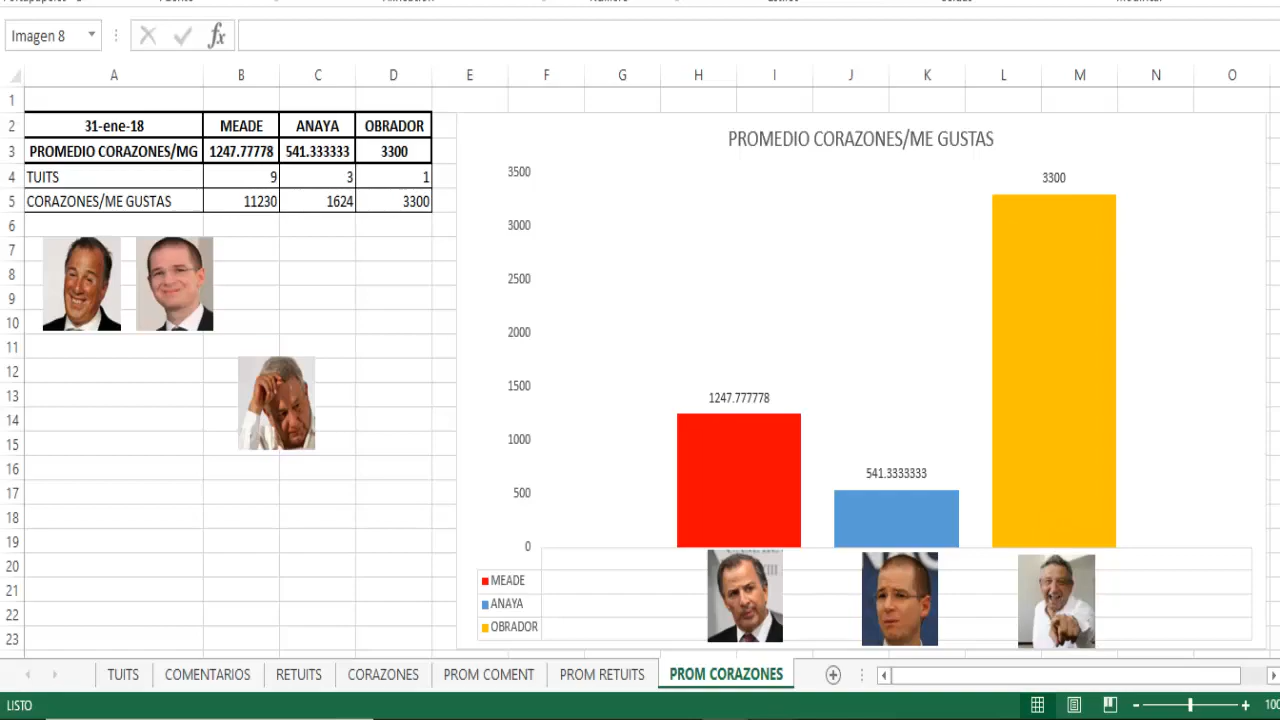 Imagen 8
fx
A B C D E F G H I J K L M N O
1
2 31-ene-18 MEADE ANAYA OBRADOR
3 PROMEDIO CORAZONES/MG 1247.77778 541.333333 3300
4 TUITS 9 3 1
5 CORAZONES/ME GUSTAS 11230 1624 3300
6
7
8
9
10
11
12
13
14
15
16
17
18
19
20
21
22
23
PROMEDIO CORAZONES/ME GUSTAS
3500
3000
2500
2000
1500
1000
500
0
3300
1247.777778
541.3333333
MEADE
ANAYA
OBRADOR
TUITS COMENTARIOS RETUITS CORAZONES PROM COMENT PROM RETUITS PROM CORAZONES
LISTO